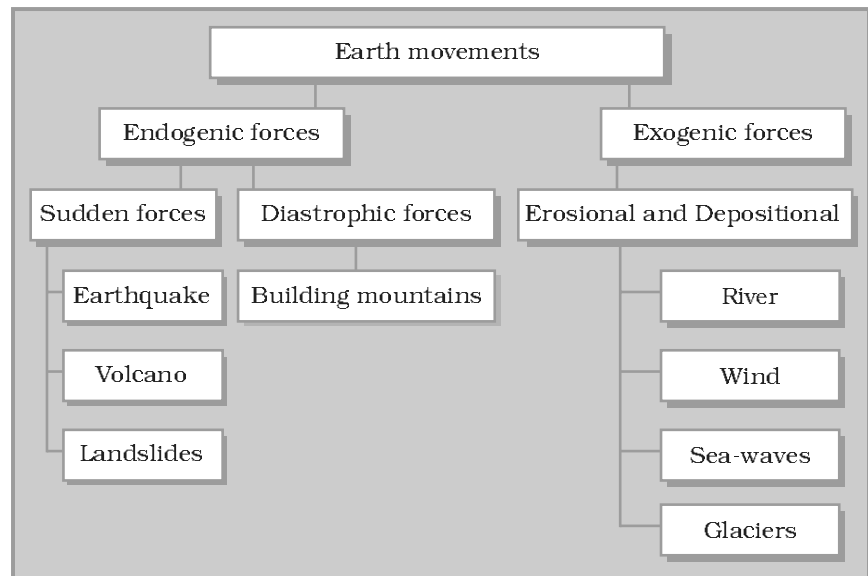 Earth movements
Endogenic forces
Exogenic forces
Sudden forces
Diastrophic forces
Erosional and Depositional
Earthquake
Building mountains
River
Volcano
Wind
Landslides
Sea-waves
Glaciers